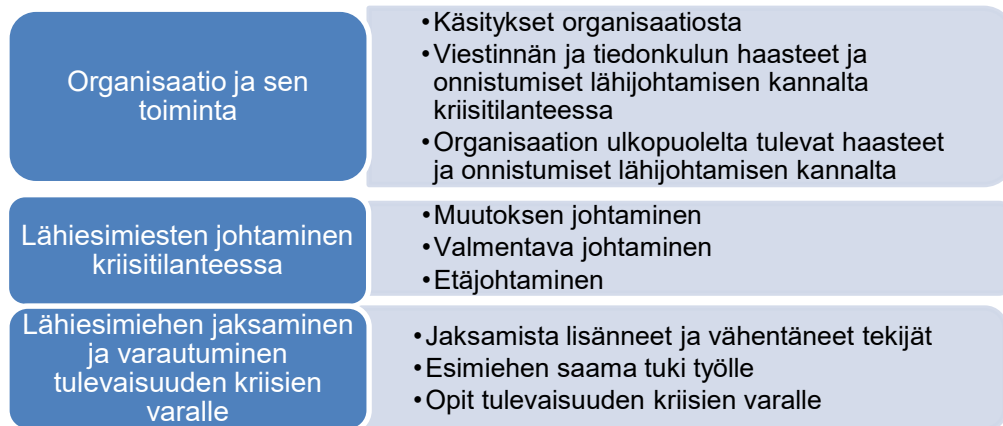 Organisaatio ja sen
toiminta
•Käsitykset organisaatiosta
•Viestinnän ja tiedonkulun haasteet ja
onnistumiset lähijohtamisen kannalta
kriisitilanteessa
•Organisaation ulkopuolelta tulevat haasteet
ja onnistumiset lähijohtamisen kannalta
Lähiesimiesten johtaminen
kriisitilanteessa
•Muutoksen johtaminen
•Valmentava johtaminen
•Etäjohtaminen
Lähiesimiehen jaksaminen
ja varautuminen
tulevaisuuden kriisien
varalle
•Jaksamista lisänneet ja vähentäneet tekijät
•Esimiehen saama tuki työlle
•Opit tulevaisuuden kriisien varalle